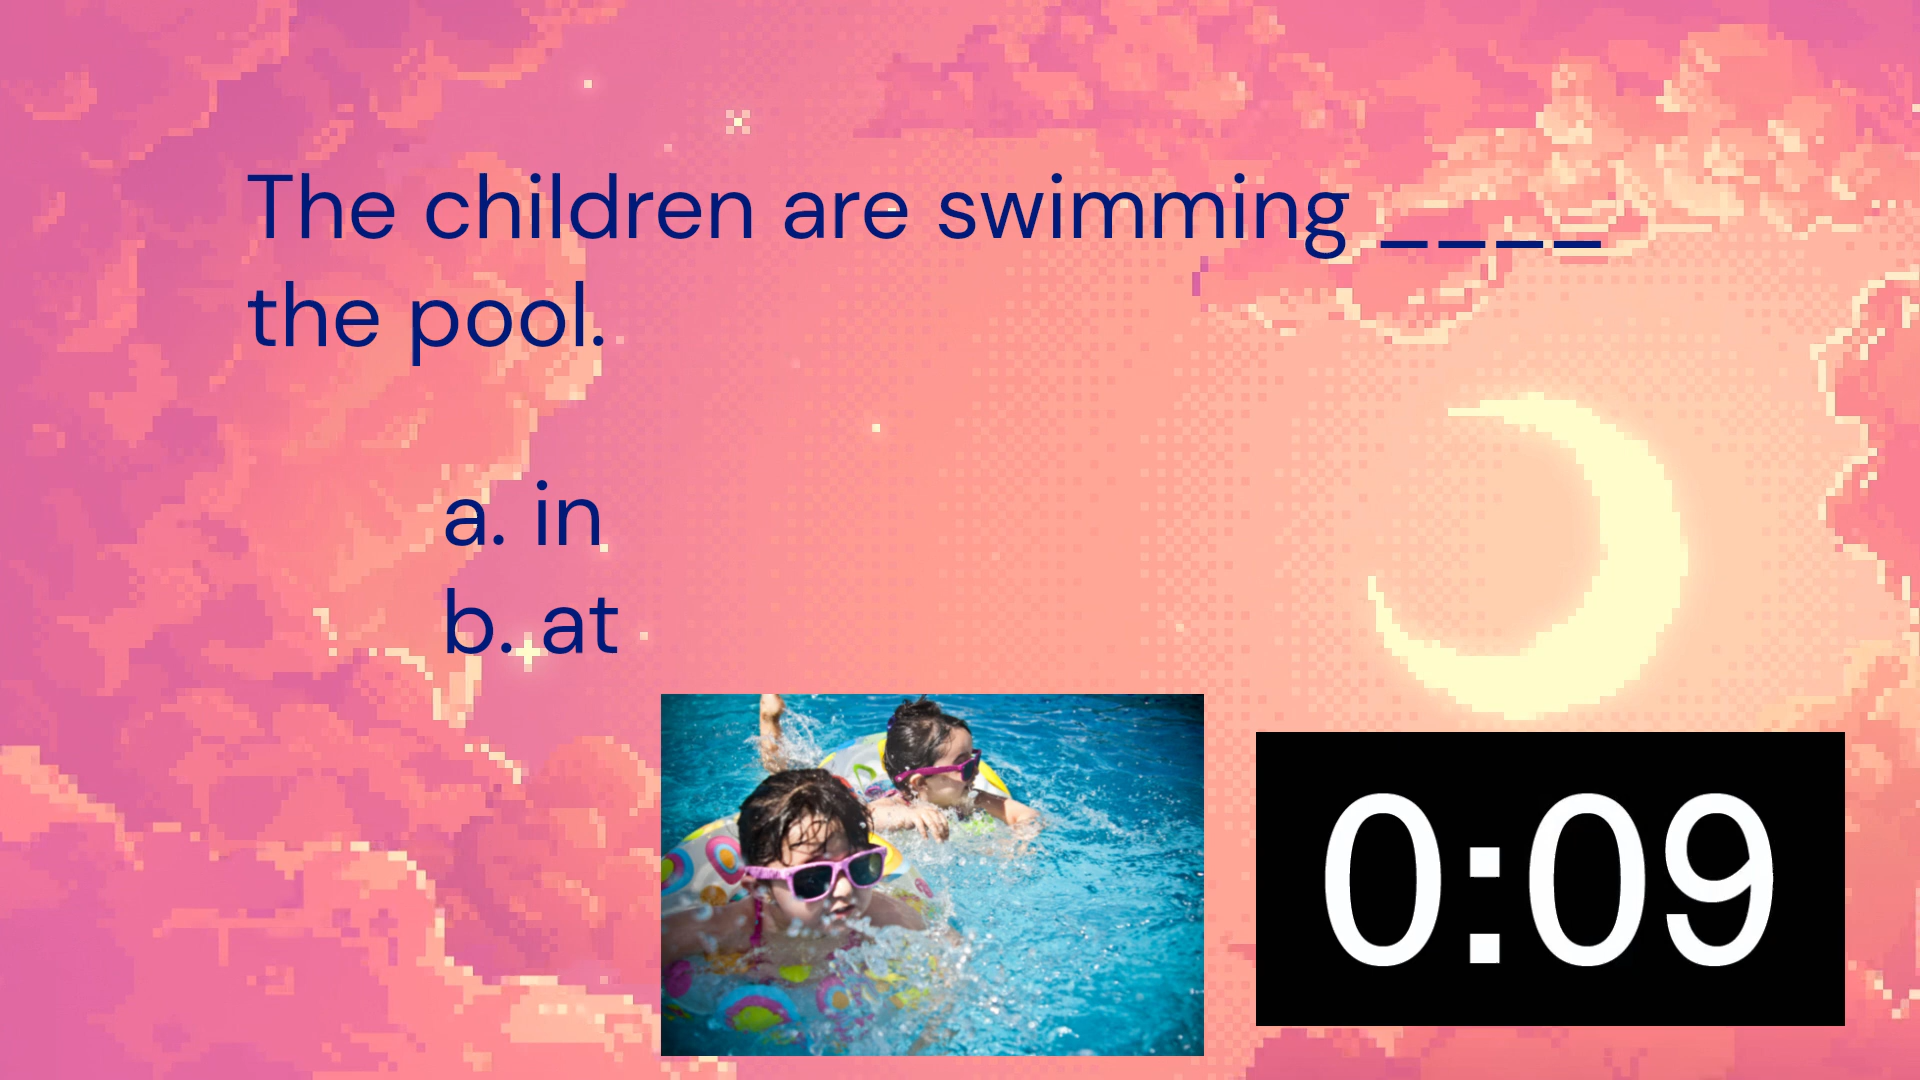 The children are swimming ____
the pool.
a. in
b. at
0:09